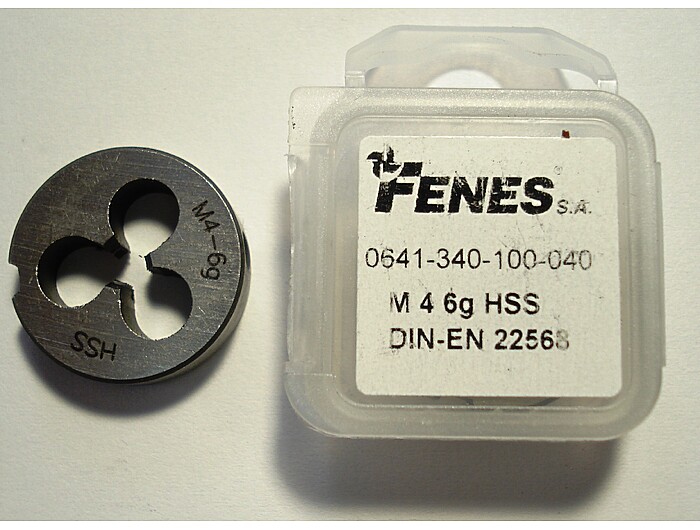 M4-6g
HSS
FENES S.A.
0641-340-100-040
M 4 6g HSS
DIN-EN 22568